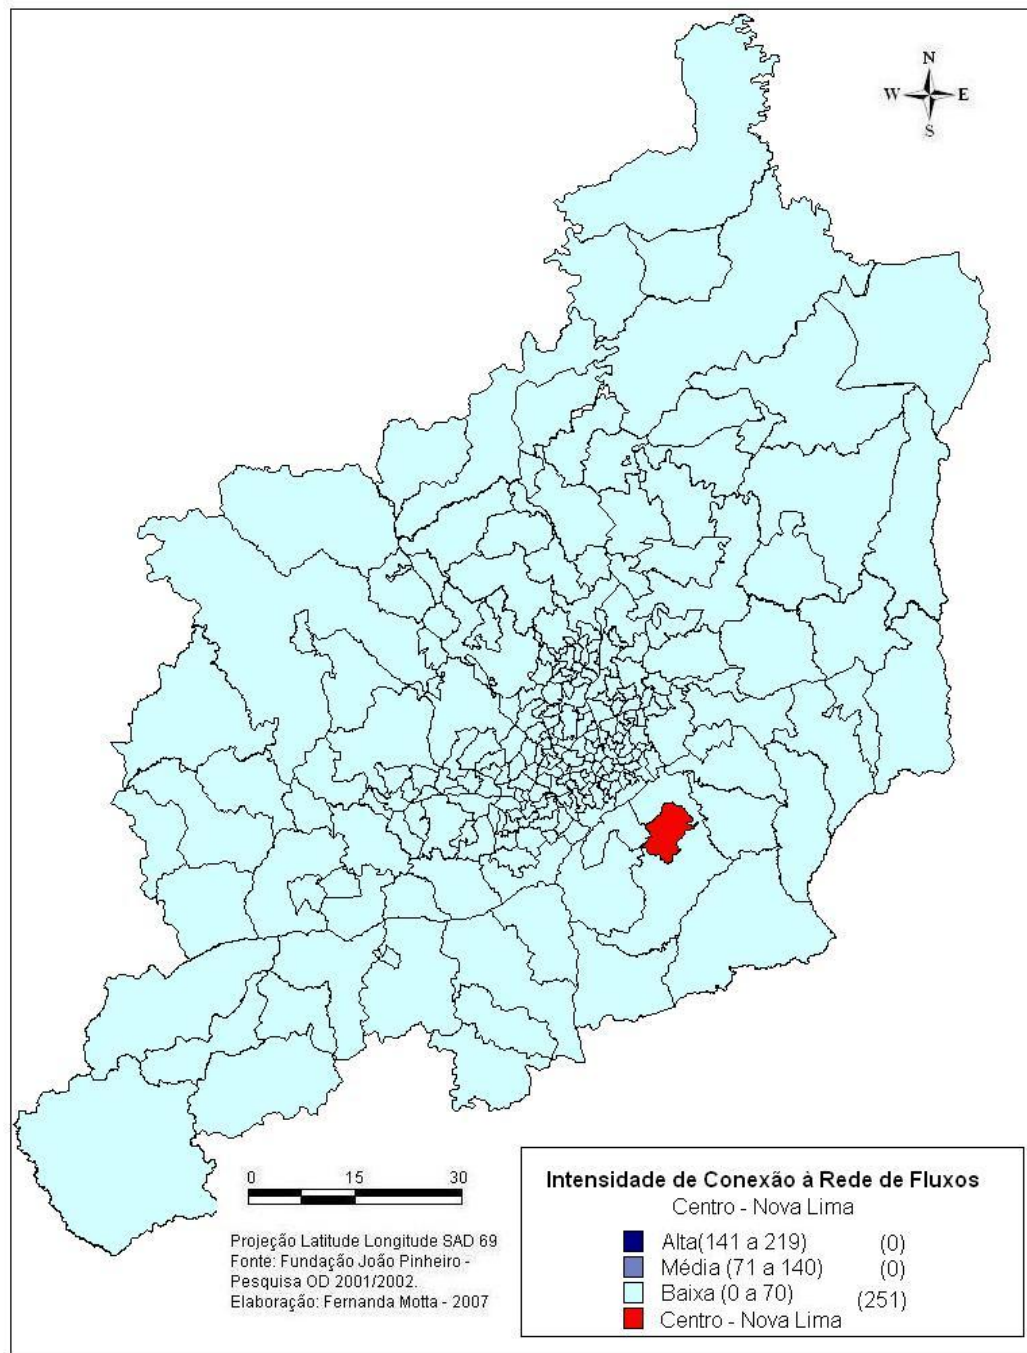 N
W E
S
0 15 30
Projeção Latitude Longitude SAD 69
Fonte: Fundação João Pinheiro -
Pesquisa OD 2001/2002.
Elaboração: Fernanda Motta - 2007
Intensidade de Conexão à Rede de Fluxos
Centro - Nova Lima
Alta(141 a 219) (0)
Média (71 a 140) (0)
Baixa (0 a 70) (251)
Centro - Nova Lima